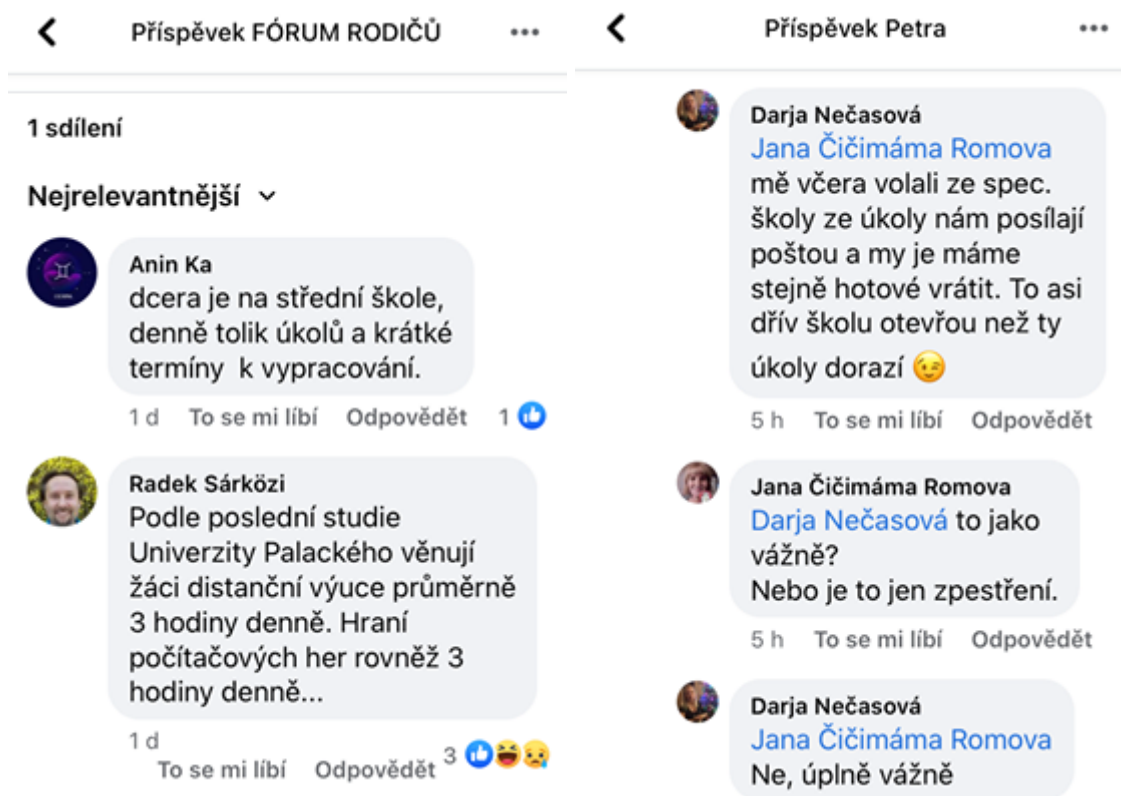 Příspěvek FÓRUM RODIČŮ
1 sdílení
Nejrelevantnější
Anin Ka
dcera je na střední škole,
denně tolik úkolů a krátké
termíny k vypracování.
1 d To se mi líbí Odpovědět 1
Radek Sárközi
Podle poslední studie
Univerzity Palackého věnují
žáci distanční výuce průměrně
3 hodiny denně. Hraní
počítačových her rovněž 3
hodiny denně...
1 d
To se mi líbí Odpovědět 3
Příspěvek Petra
Darja Nečasová
Jana Čičimáma Romova
mě včera volali ze spec.
školy ze úkoly nám posílají
poštou a my je máme
stejně hotové vrátit. To asi
dřív školu otevřou než ty
úkoly dorazí 😉
5 h To se mi líbí Odpovědět
Jana Čičimáma Romova
Darja Nečasová to jako
vážně?
Nebo je to jen zpestření.
5 h To se mi líbí Odpovědět
Darja Nečasová
Jana Čičimáma Romova
Ne, úplně vážně